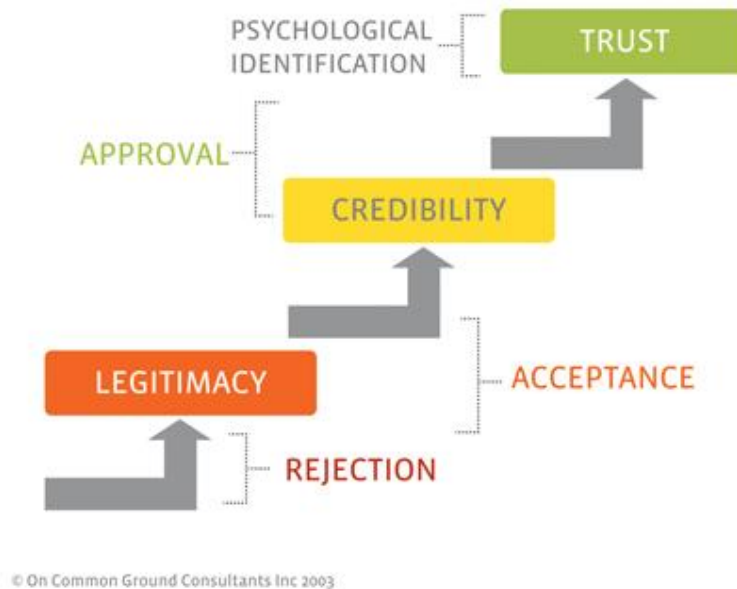 PSYCHOLOGICAL
IDENTIFICATION
TRUST
APPROVAL
CREDIBILITY
LEGITIMACY
ACCEPTANCE
REJECTION
© On Common Ground Consultants Inc 2003